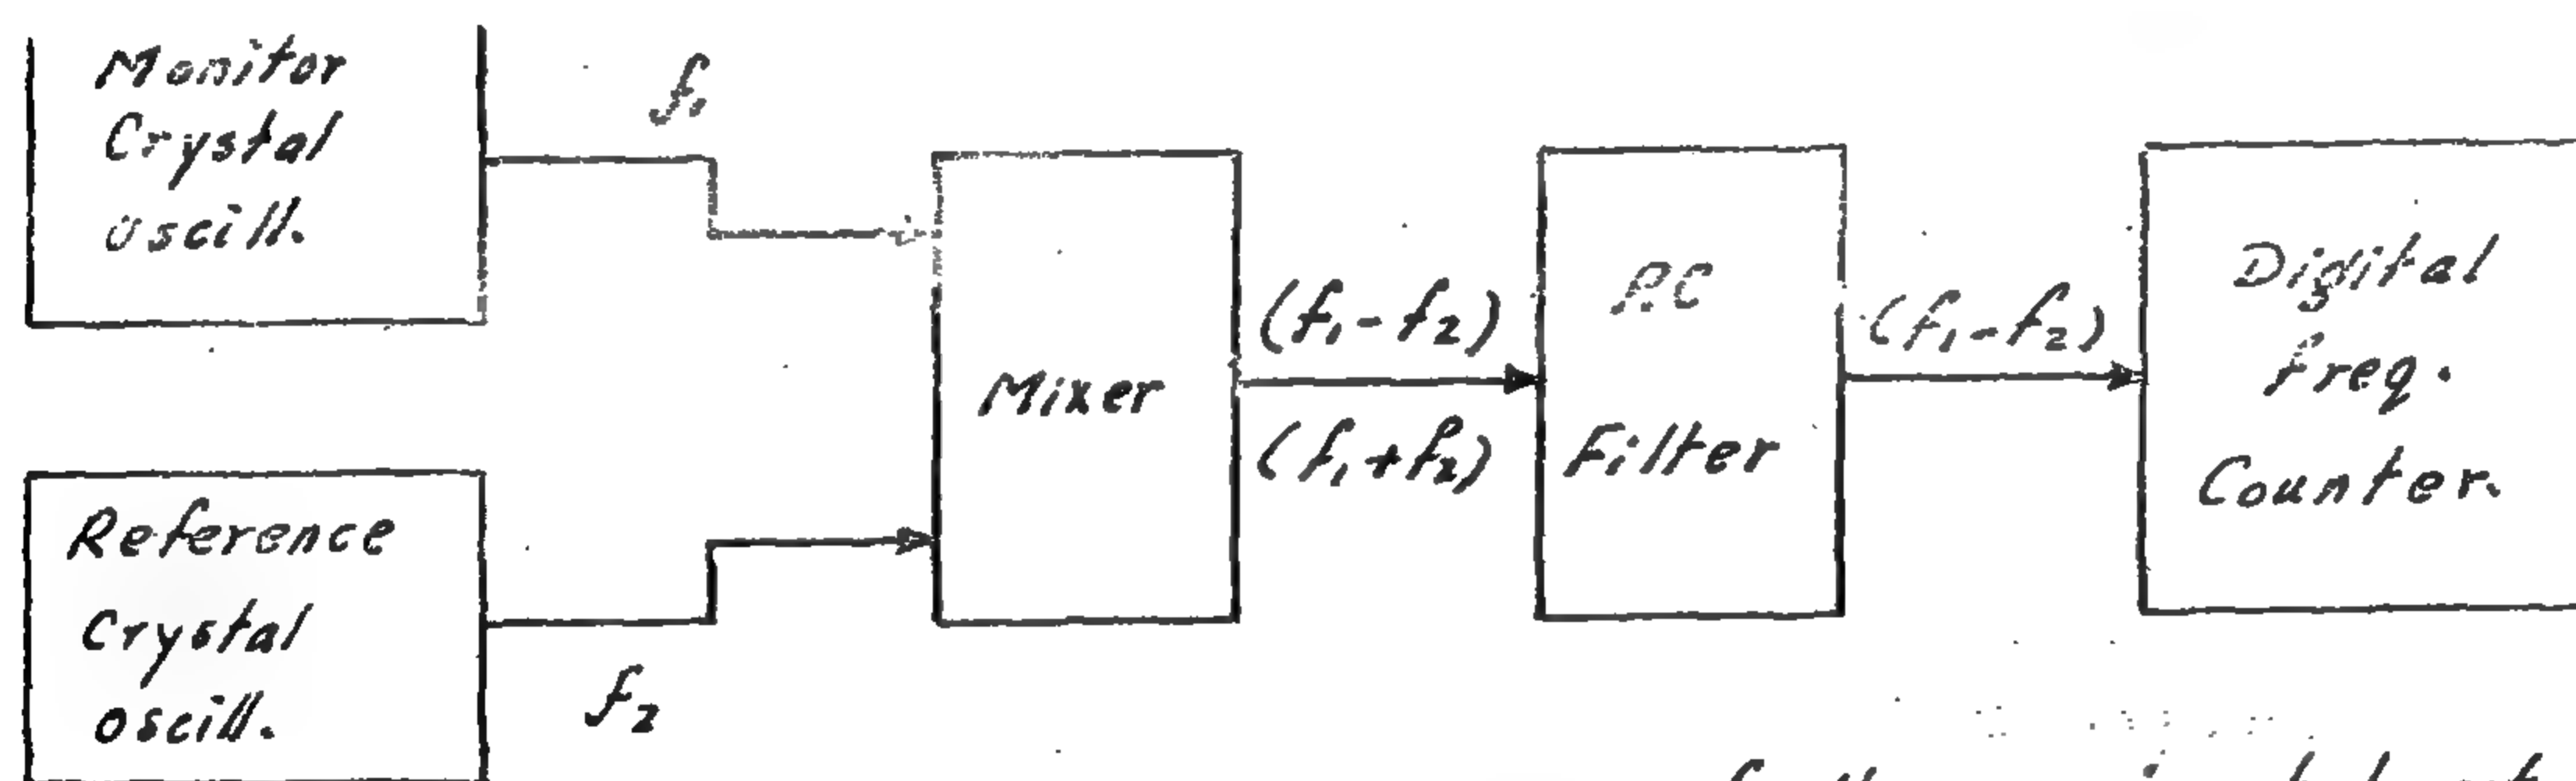 Monitor
Crystal
oscill.
f1
Reference
Crystal
oscill.
f2
Mixer
(f1-f2)
(f1+f2)
RC
Filter
(f1-f2)
Digital
freq.
Counter.